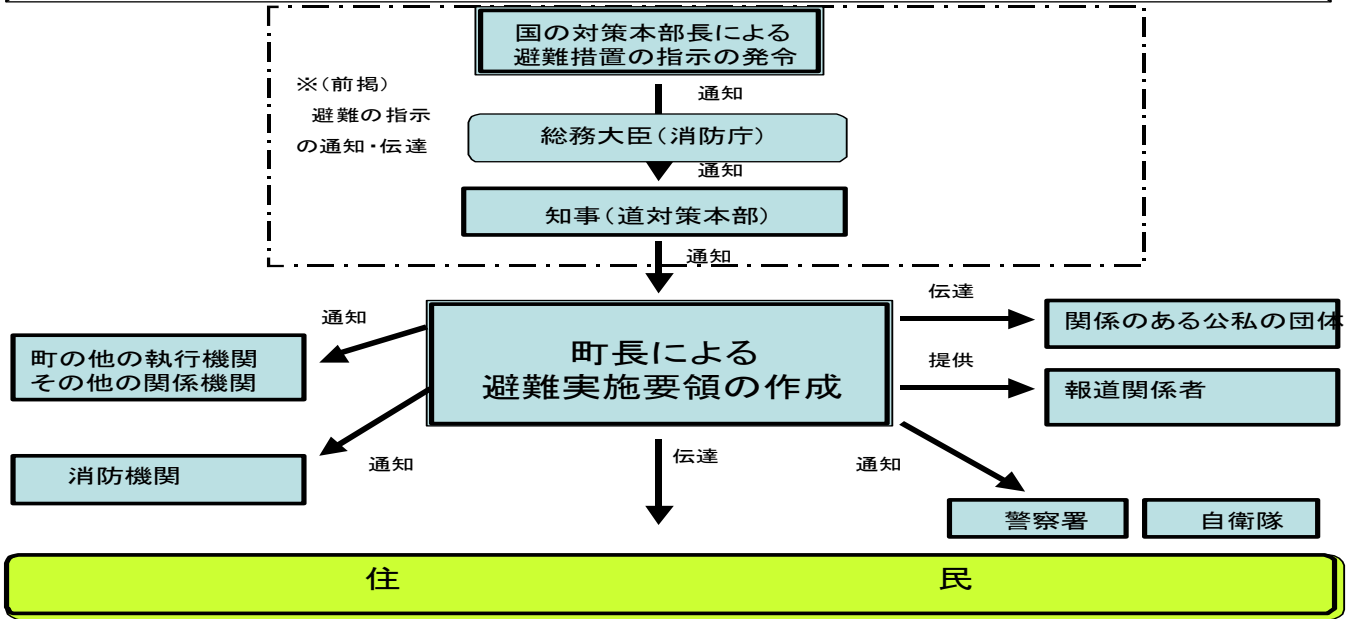 国の対策本部長による
避難措置の指示の発令
※(前掲)
避難の指示
の通知・伝達
通知
総務大臣(消防庁)
通知
知事(道対策本部)
通知
町長による
避難実施要領の作成
通知
町の他の執行機関
その他の関係機関
通知
消防機関
伝達
関係のある公私の団体
提供
報道関係者
伝達
通知
警察署
自衛隊
住民